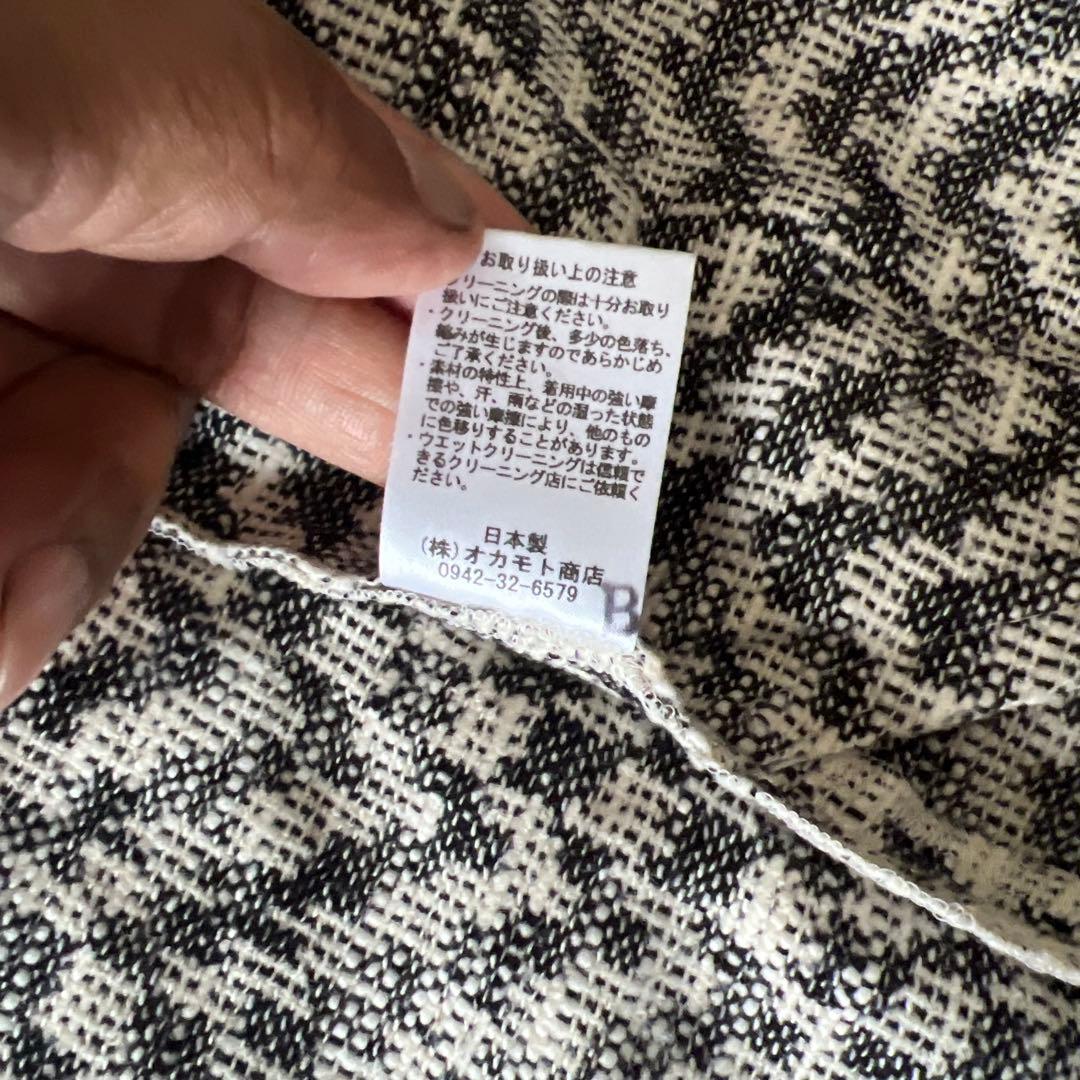 お取り扱い上の注意
クリーニングの際は十分お取り
扱いにご注意ください。
・クリーニング後、多少の色落ち、
縮みが生じますのであらかじめ
ご了承ください。
・素材の特性上、着用中の強い摩
擦や、汗、雨などの湿った状態
での強い摩擦により、他のもの
に色移りすることがあります。
・ウエットクリーニングは信頼で
きるクリーニング店にご依頼く
ださい。
日本製
(株)オカモト商店
0942-32-6579
B